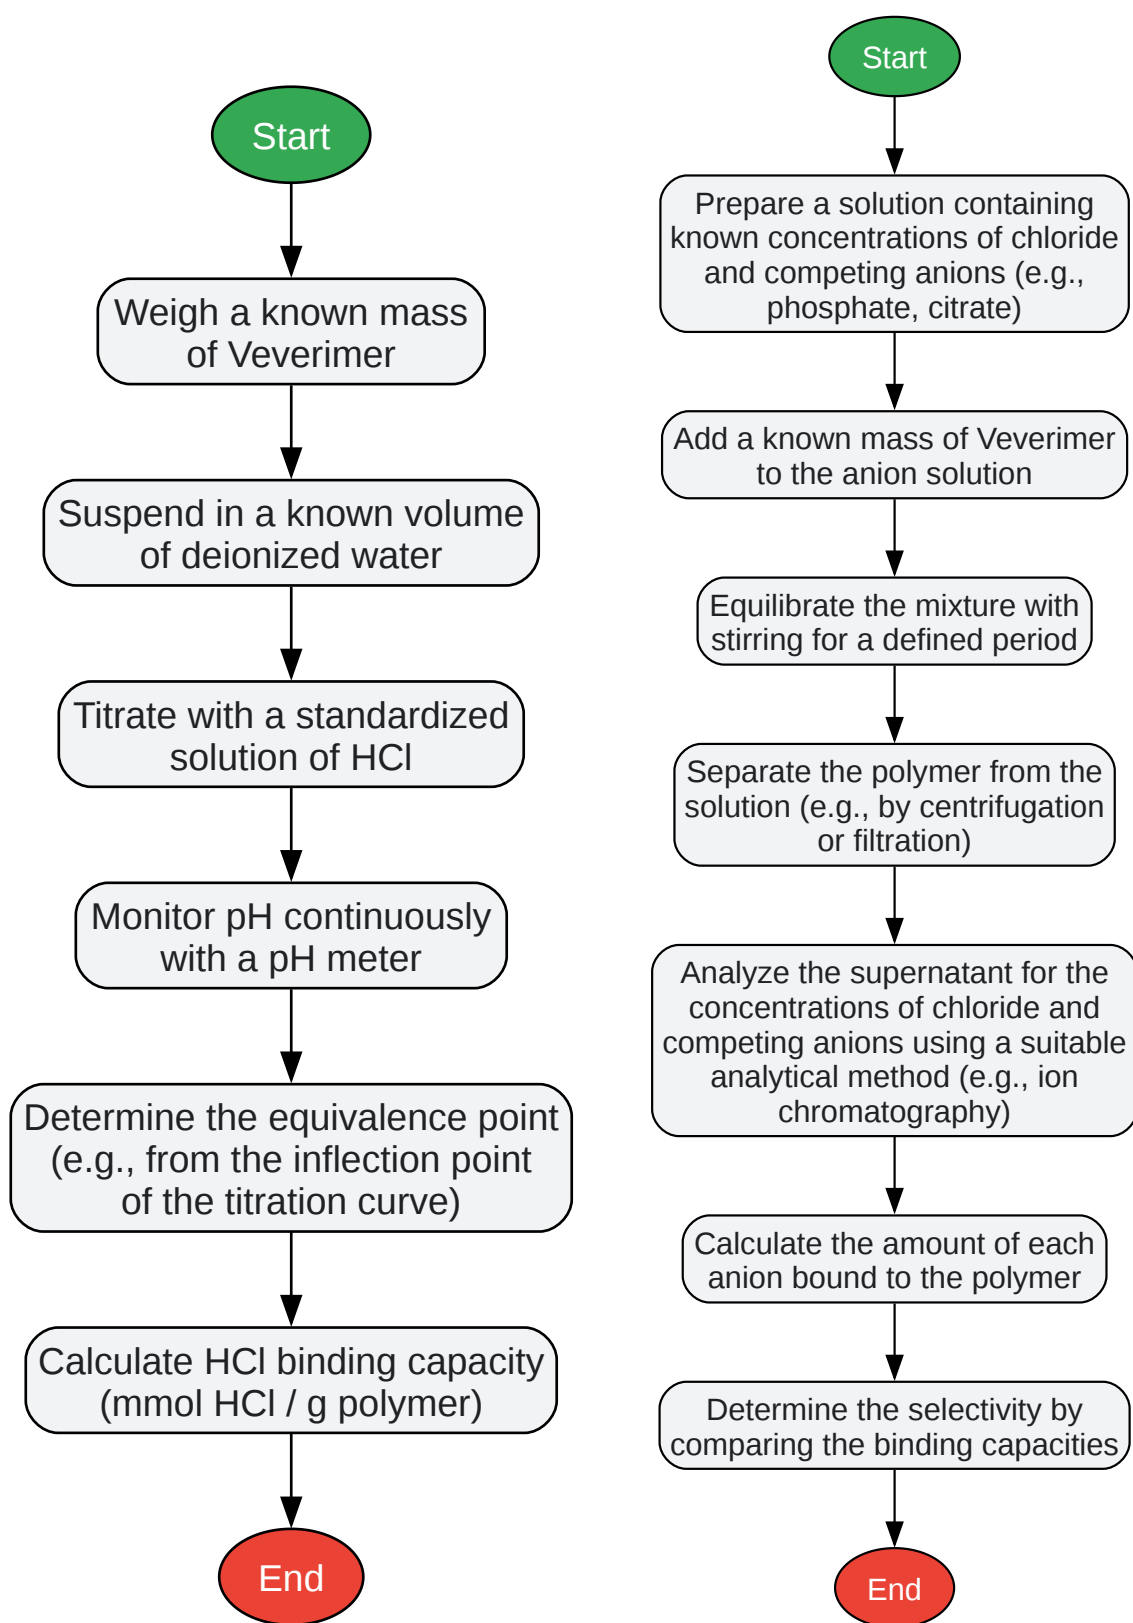 Start
Weigh a known mass
of Veverimer
Suspend in a known volume
of deionized water
Titrate with a standardized
solution of HCl
Monitor pH continuously
with a pH meter
Determine the equivalence point
(e.g., from the inflection point
of the titration curve)
Calculate HCl binding capacity
(mmol HCl / g polymer)
End
Start
Prepare a solution containing
known concentrations of chloride
and competing anions (e.g.,
phosphate, citrate)
Add a known mass of Veverimer
to the anion solution
Equilibrate the mixture with
stirring for a defined period
Separate the polymer from the
solution (e.g., by centrifugation
or filtration)
Analyze the supernatant for the
concentrations of chloride and
competing anions using a suitable
analytical method (e.g., ion
chromatography)
Calculate the amount of each
anion bound to the polymer
Determine the selectivity by
comparing the binding capacities
End